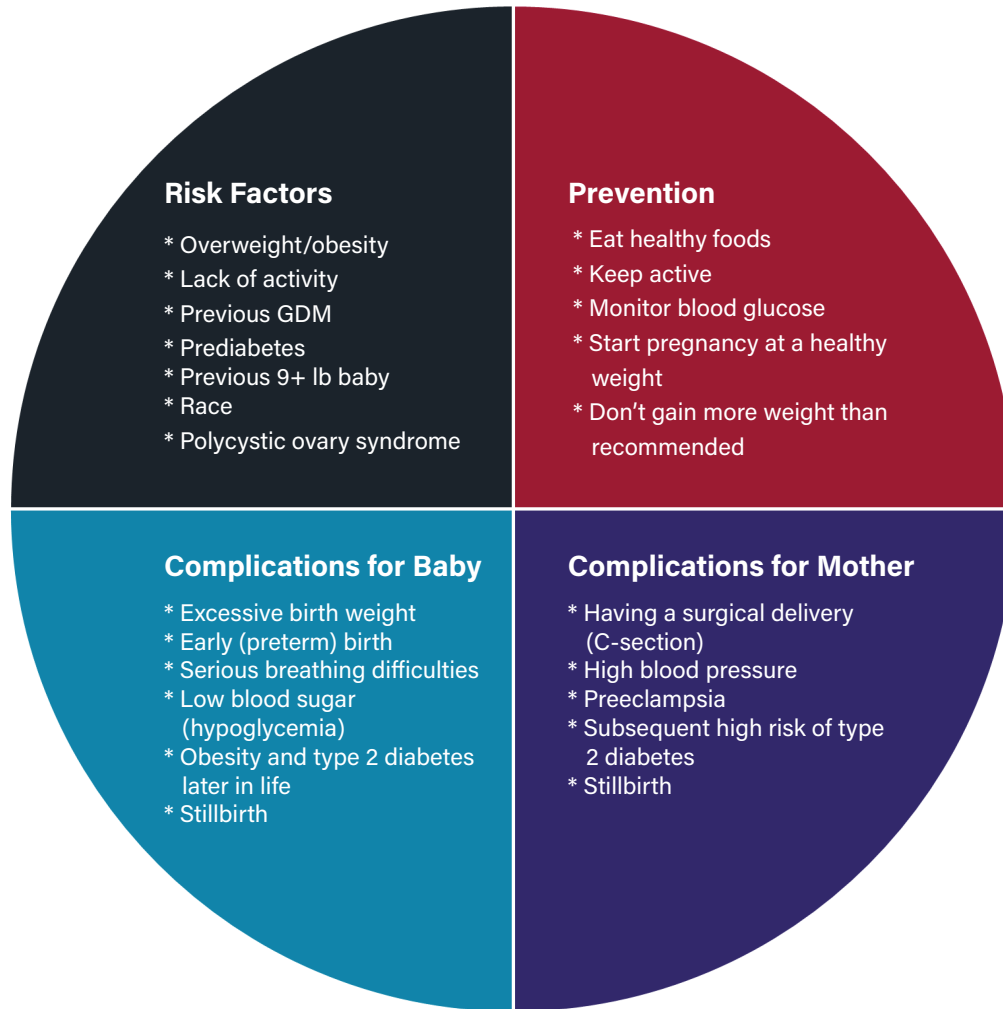 Risk Factors
* Overweight/obesity
* Lack of activity
* Previous GDM
* Prediabetes
* Previous 9+ lb baby
* Race
* Polycystic ovary syndrome
Prevention
* Eat healthy foods
* Keep active
* Monitor blood glucose
* Start pregnancy at a healthy
weight
* Don’t gain more weight than
recommended
Complications for Baby
* Excessive birth weight
* Early (preterm) birth
* Serious breathing difficulties
* Low blood sugar
(hypoglycemia)
* Obesity and type 2 diabetes
later in life
* Stillbirth
Complications for Mother
* Having a surgical delivery
(C-section)
* High blood pressure
* Preeclampsia
* Subsequent high risk of type
2 diabetes
* Stillbirth